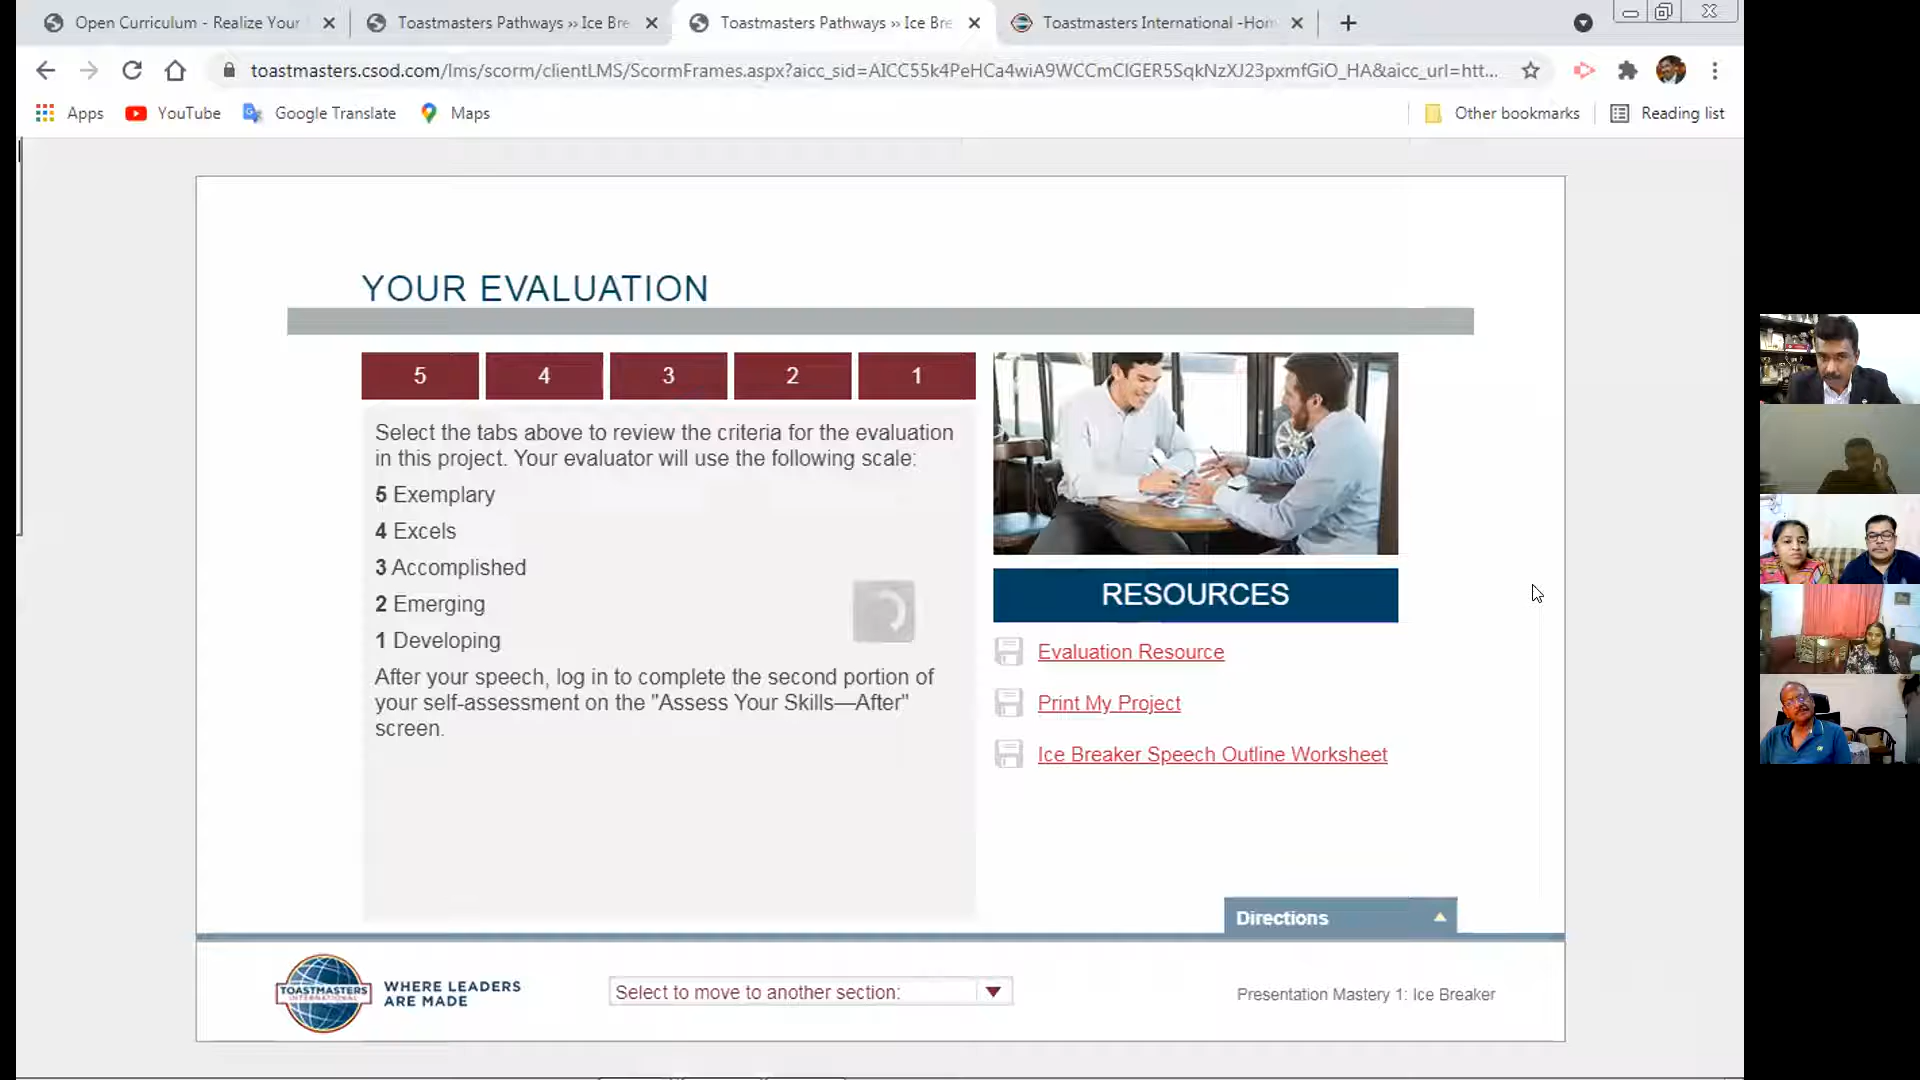 Open Curriculum - Realize Your
Toastmasters Pathways ›› Ice Bre
Toastmasters Pathways ›› Ice Bre
Toastmasters International -Hom
toastmasters.csod.com/lms/scorm/clientLMS/ScormFrames.aspx?aicc_sid=AICC55k4PeHCa4wiA9WCCmClGER5SqkNzXJ23pxmfGiO_HA&aicc_url=htt...
Apps
YouTube
Google Translate
Maps
Other bookmarks
Reading list
YOUR EVALUATION
5 4 3 2 1
Select the tabs above to review the criteria for the evaluation
in this project. Your evaluator will use the following scale:
5 Exemplary
4 Excels
3 Accomplished
2 Emerging
1 Developing
After your speech, log in to complete the second portion of
your self-assessment on the "Assess Your Skills—After"
screen.
RESOURCES
Evaluation Resource
Print My Project
Ice Breaker Speech Outline Worksheet
Directions
TOASTMASTERS
INTERNATIONAL
WHERE LEADERS
ARE MADE
Select to move to another section:
Presentation Mastery 1: Ice Breaker